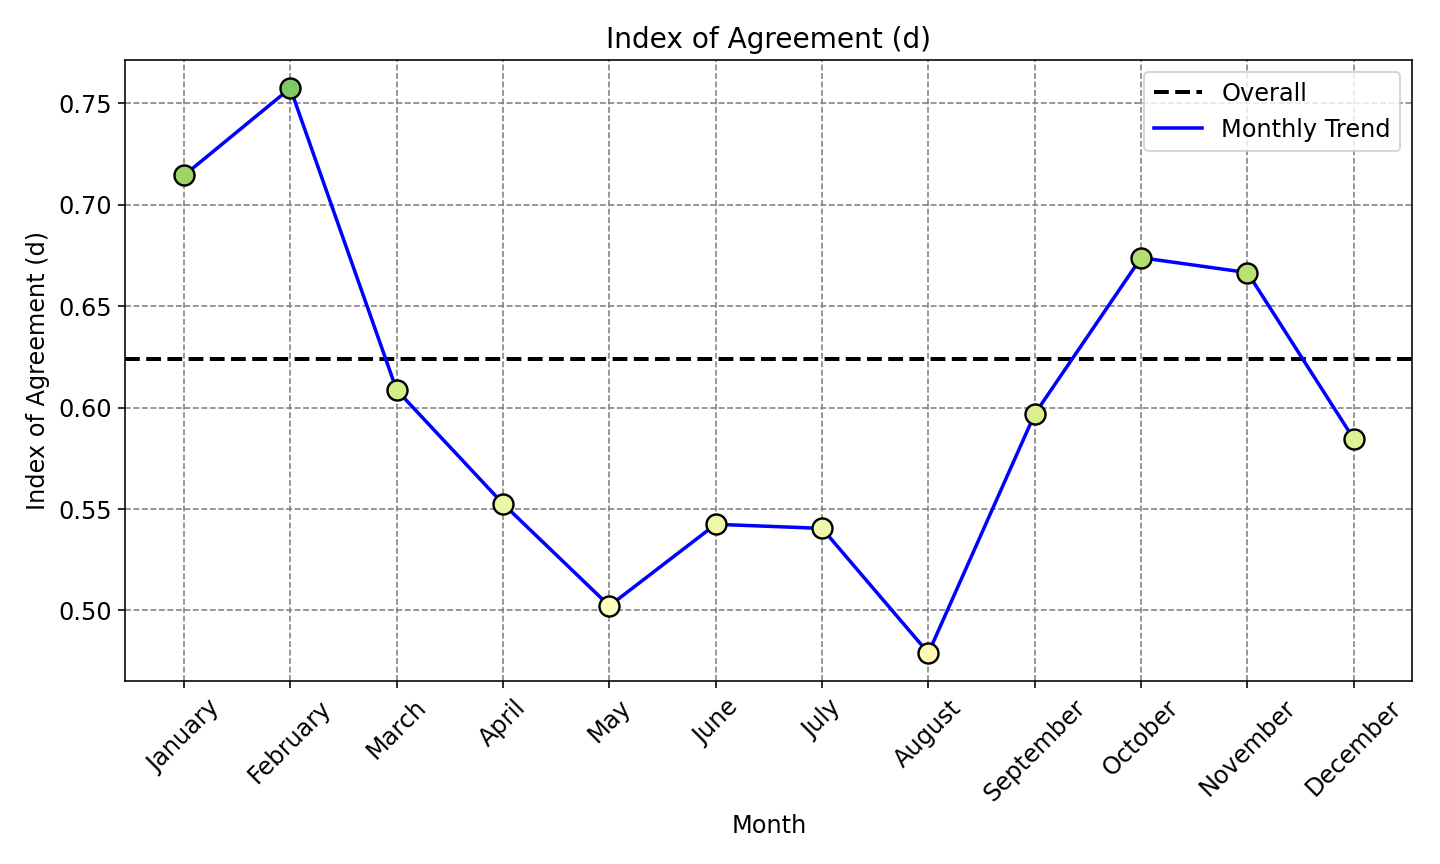 Index of Agreement (d)
Overall
Monthly Trend
Index of Agreement (d)
0.75
0.70
0.65
0.60
0.55
0.50
January
February
March
April
May
June
July
August
September
October
November
December
Month